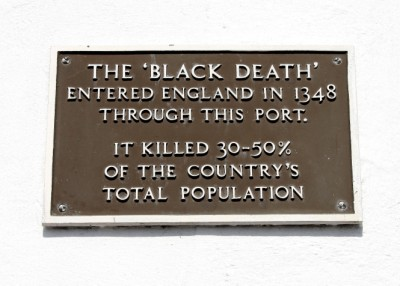 THE 'BLACK DEATH'
ENTERED ENGLAND IN 1348
THROUGH THIS PORT.
IT KILLED 30-50%
OF THE COUNTRY'S
TOTAL POPULATION